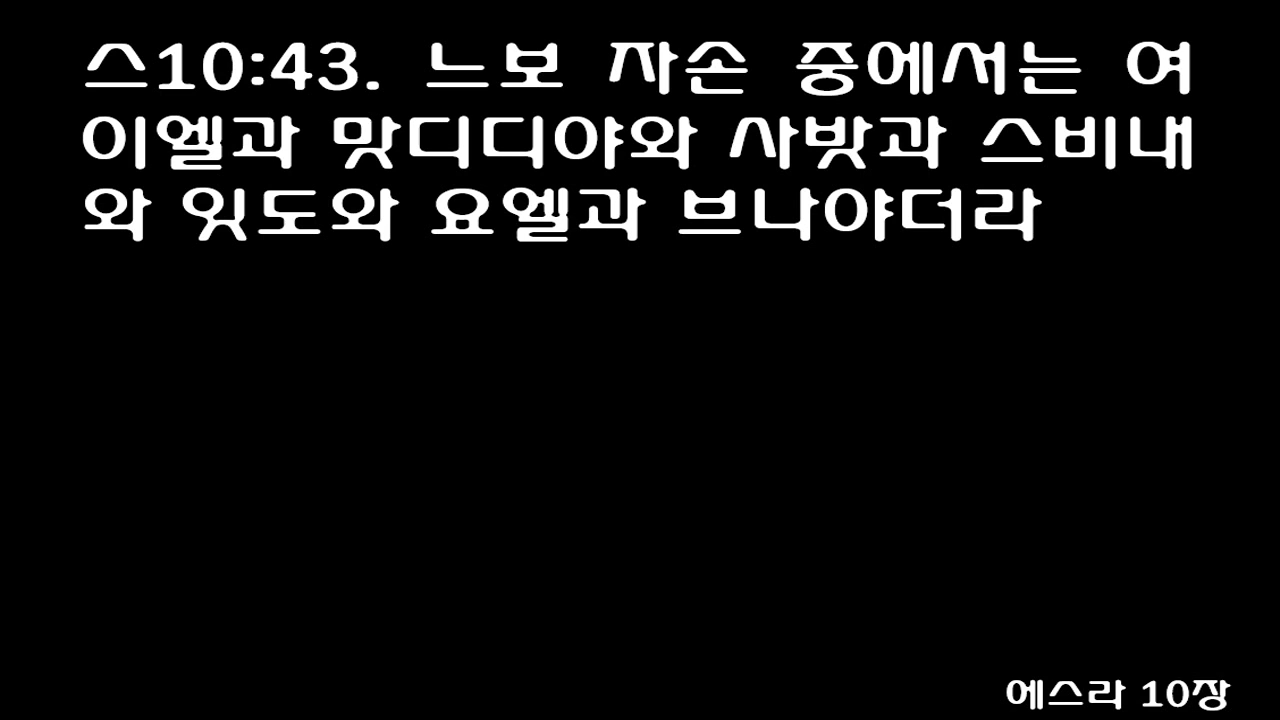 스10:43. 느보 자손 중에서는 여
이엘과 맛디디야와 사밧과 스비내
와 잇도와 요엘과 브나야더라
에스라 10장